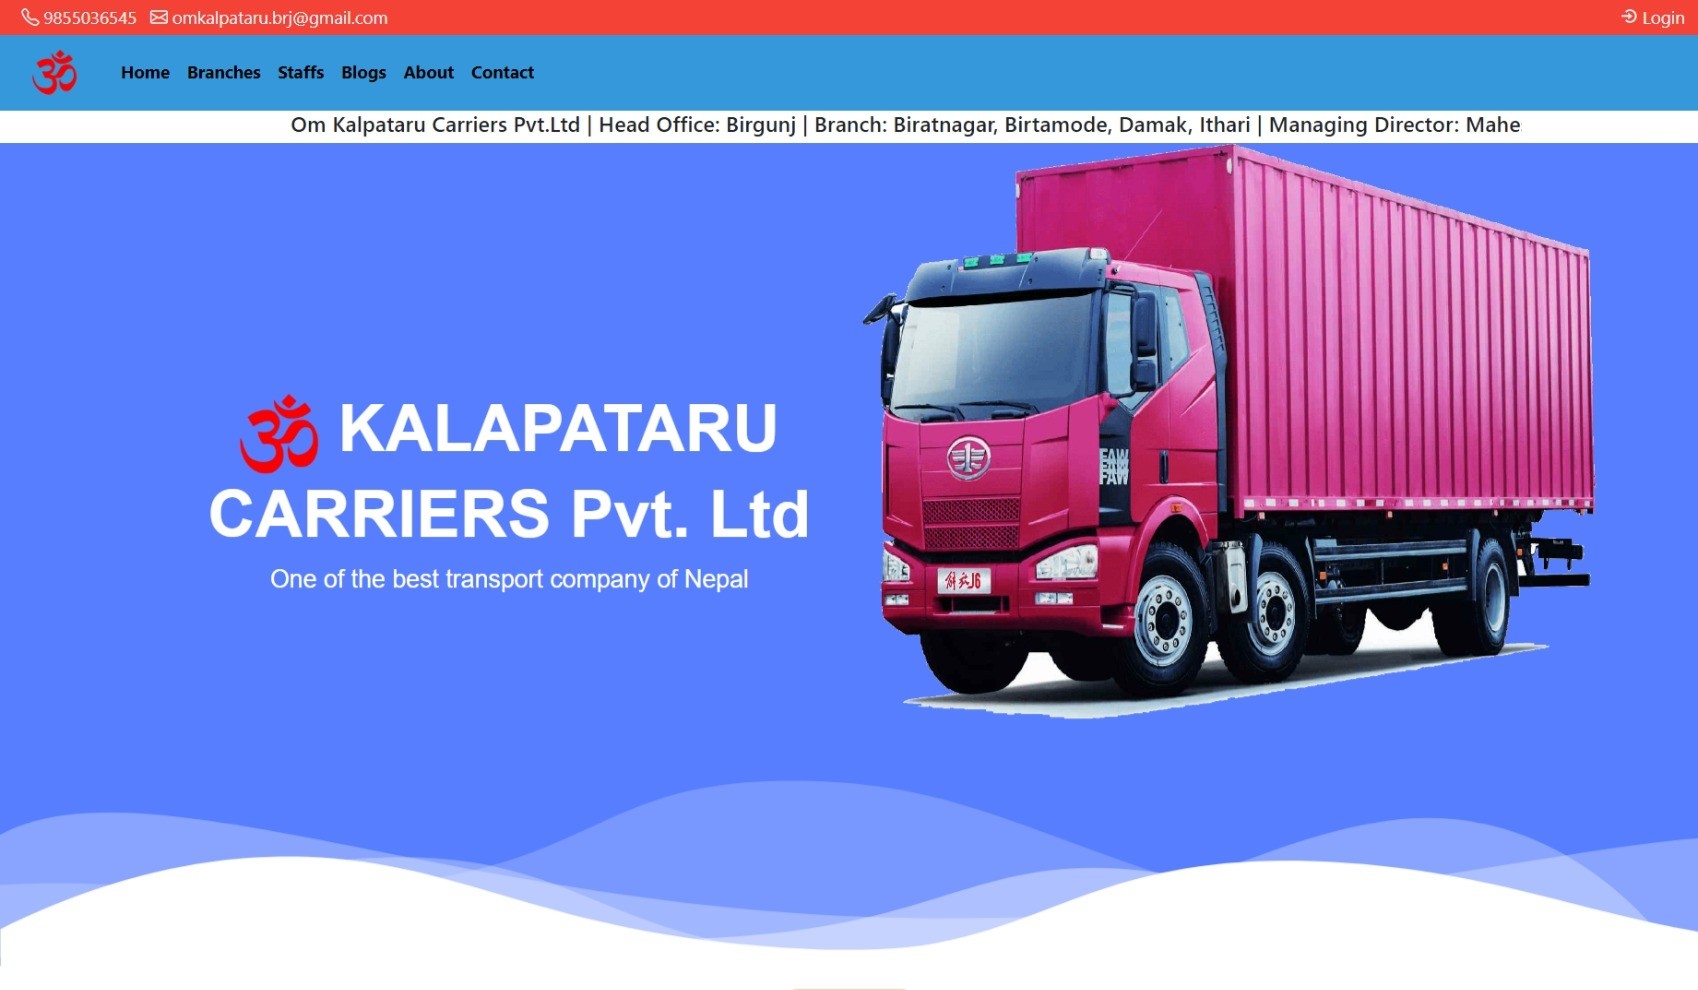 9855036545 omkalpataru.brj@gmail.com Login
ॐ Home Branches Staffs Blogs About Contact
Om Kalpataru Carriers Pvt.Ltd | Head Office: Birgunj | Branch: Biratnagar, Birtamode, Damak, Ithari | Managing Director: Mahe
ॐ KALAPATARU
CARRIERS Pvt. Ltd
One of the best transport company of Nepal
FAW
FAW
FAW
解放J6